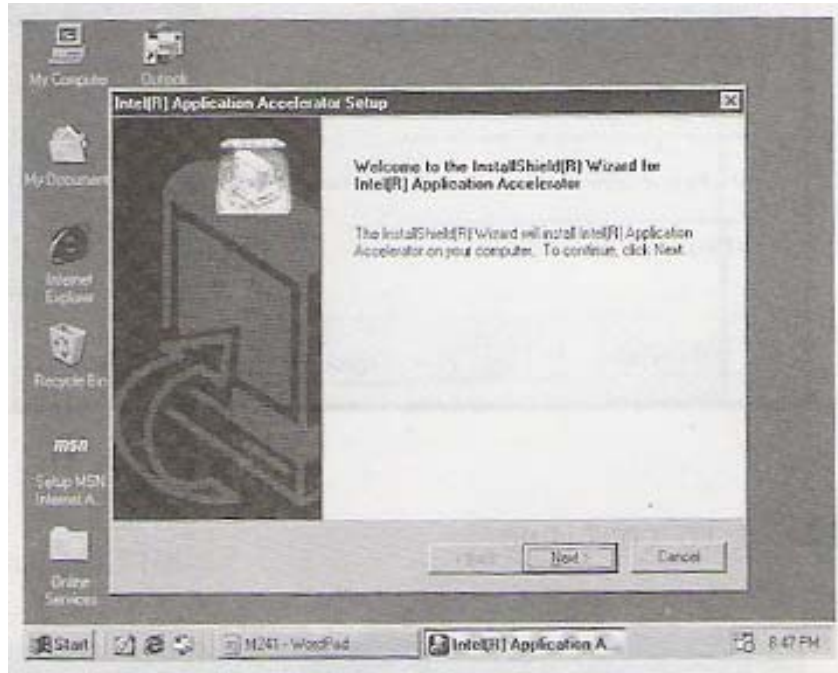 My Computer
Outlook
Intel(R) Application Accelerator Setup
My Document
Welcome to the InstallShield(R) Wizard for
Intel(R) Application Accelerator
The InstallShield(R) Wizard will install Intel(R) Application
Accelerator on your computer. To continue, click Next.
Internet
Explorer
Recycle Bin
msn
Setup MSN
Internet A...
< Back
Next >
Cancel
Online
Services
Start
M241 - WordPad
Intel(R) Application A...
8:47 PM